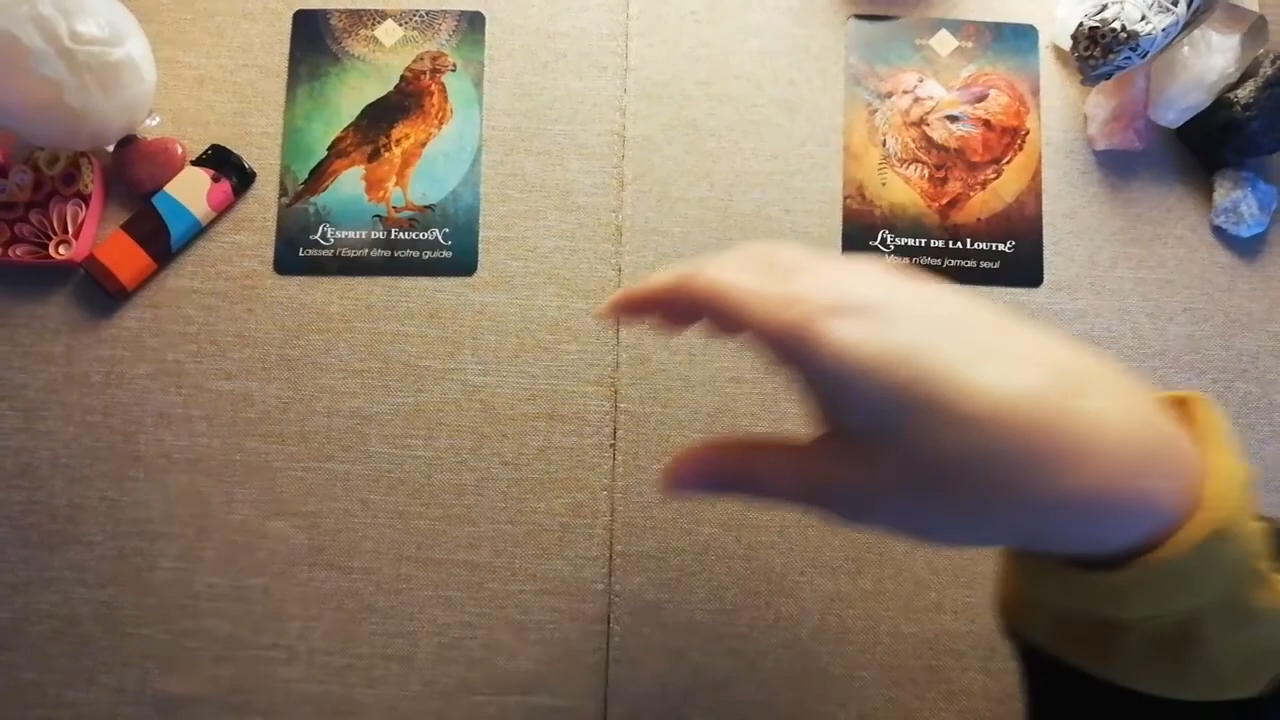 L'ESPRIT DU FAUCON
Laissez l'Esprit être votre guide
L'ESPRIT DE LA LOUTRE
Vous n'êtes jamais seul